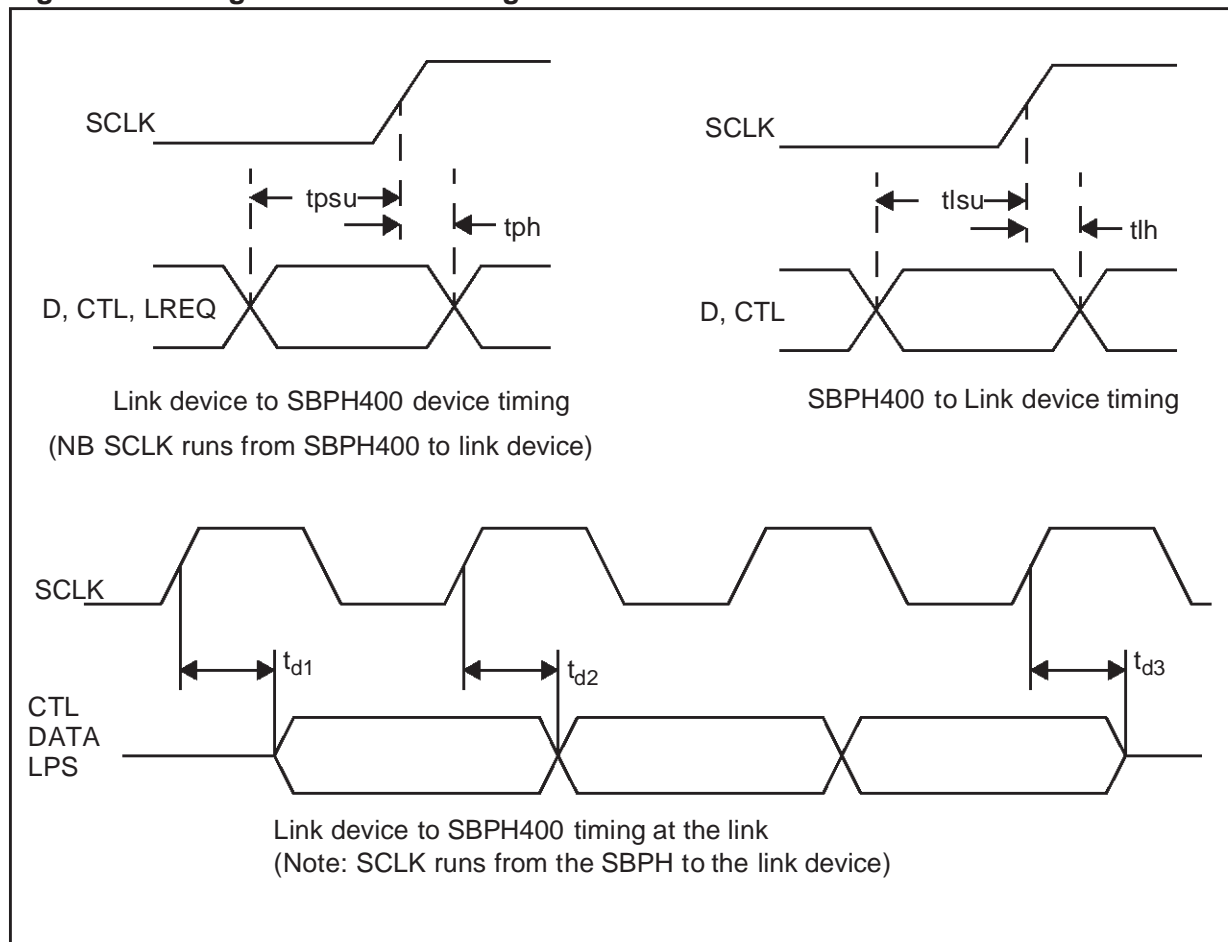 SCLK
tpsu
tph
D, CTL, LREQ
Link device to SBPH400 device timing
(NB SCLK runs from SBPH400 to link device)
SCLK
tlsu
tlh
D, CTL
SBPH400 to Link device timing
SCLK
td1
td2
td3
CTL
DATA
LPS
Link device to SBPH400 timing at the link
(Note: SCLK runs from the SBPH to the link device)